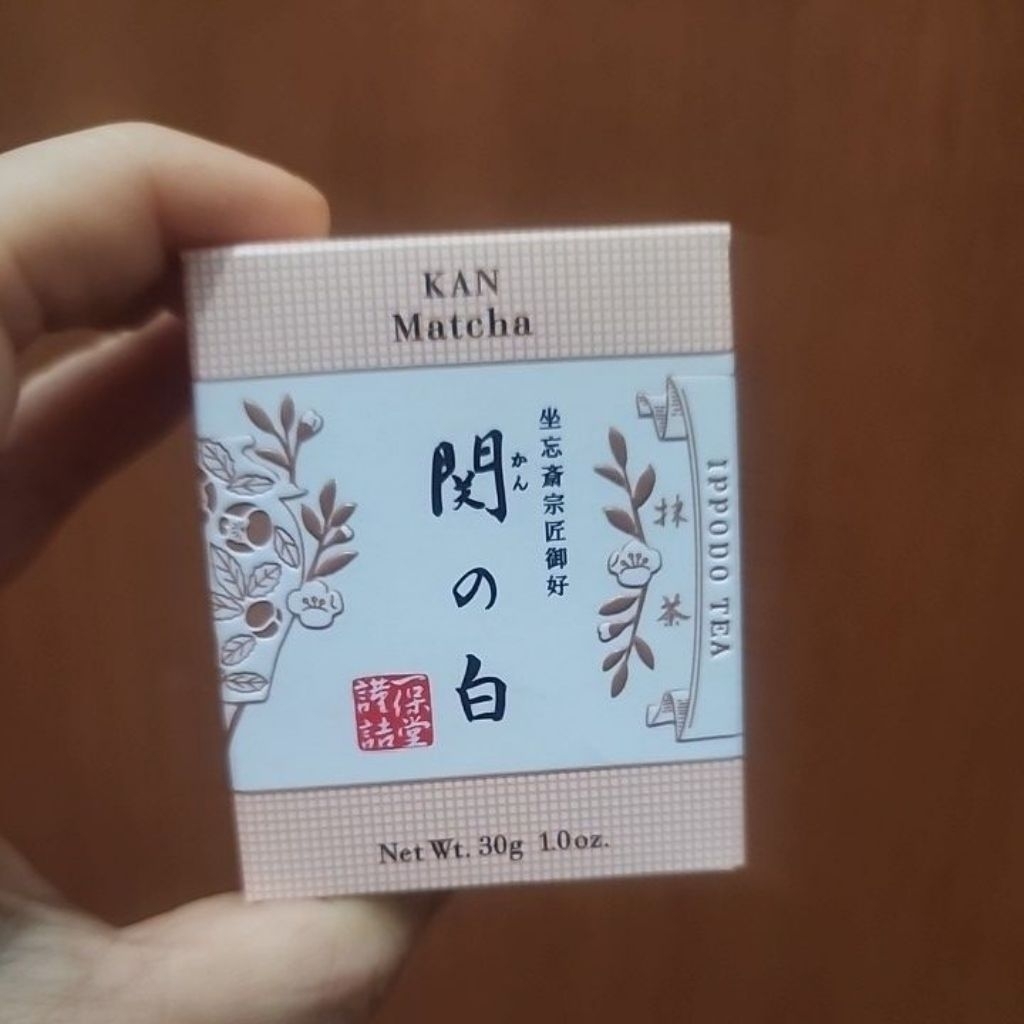 KAN
Matcha
坐忘斎宗匠御好
関の白
かん
抹茶
IPPODO TEA
一保堂
謹詰
Net Wt. 30g 1.0oz.